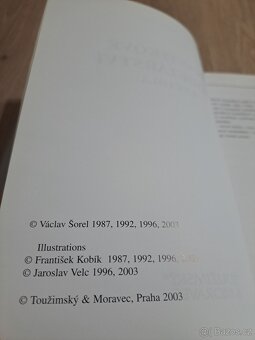 © Václav Šorel 1987, 1992, 1996, 2003
Illustrations
© František Kobík 1987, 1992, 1996,
© Jaroslav Velc 1996, 2003
© Toužimský & Moravec, Praha 2003